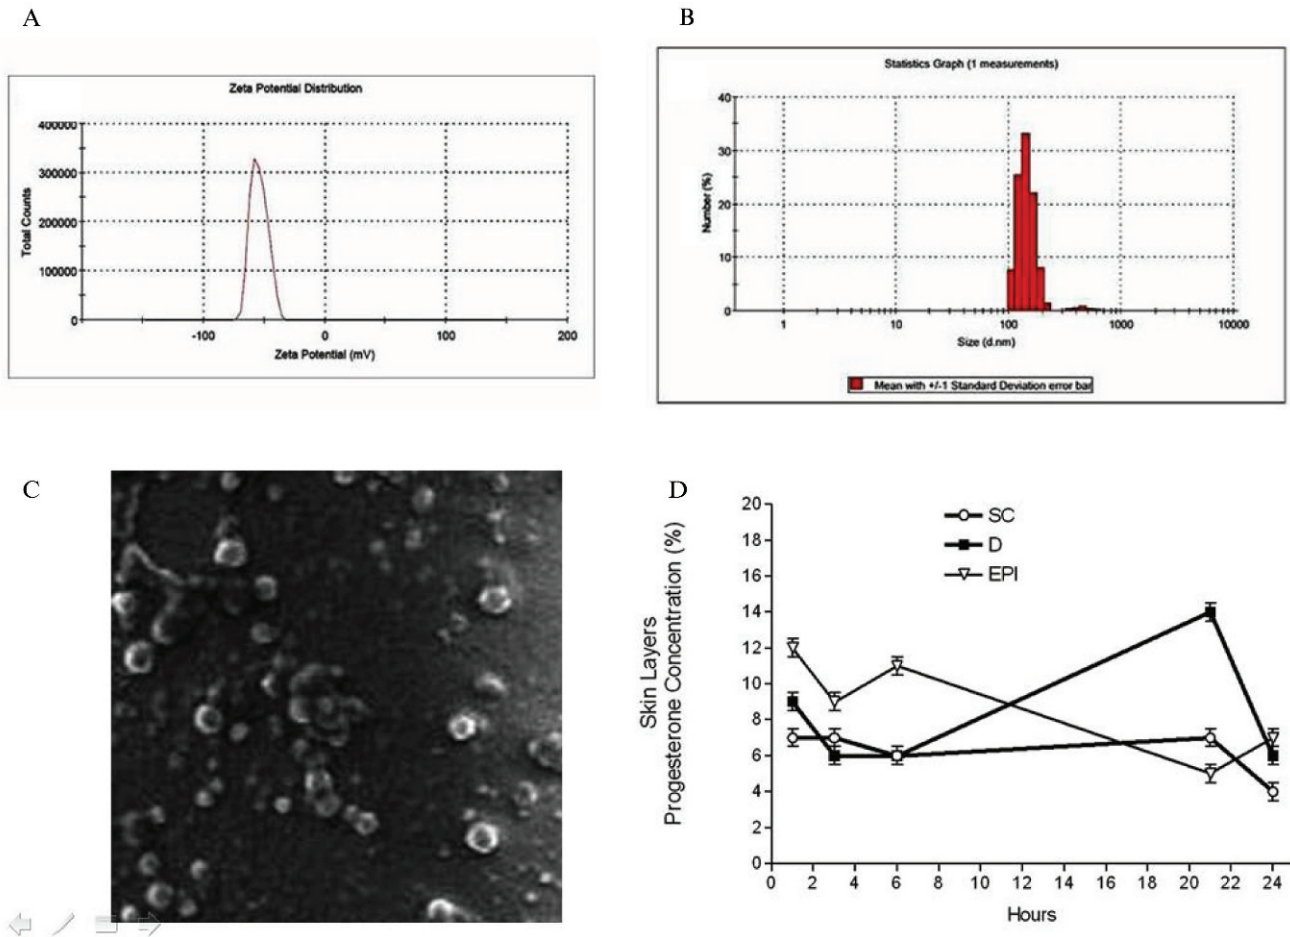 A
Zeta Potential Distribution
400000
300000
200000
100000
0
Total Counts
-100 0 100 200
Zeta Potential (mV)
B
Statistics Graph (1 measurements)
40
30
20
10
0
Number (%)
1 10 100 1000 10000
Size (d.nm)
Mean with +/-1 Standard Deviation error bar
C
D
20
18
16
14
12
10
8
6
4
2
0
Skin Layers
Progesterone Concentration (%)
SC
D
EPI
0 2 4 6 8 10 12 14 16 18 20 22 24
Hours